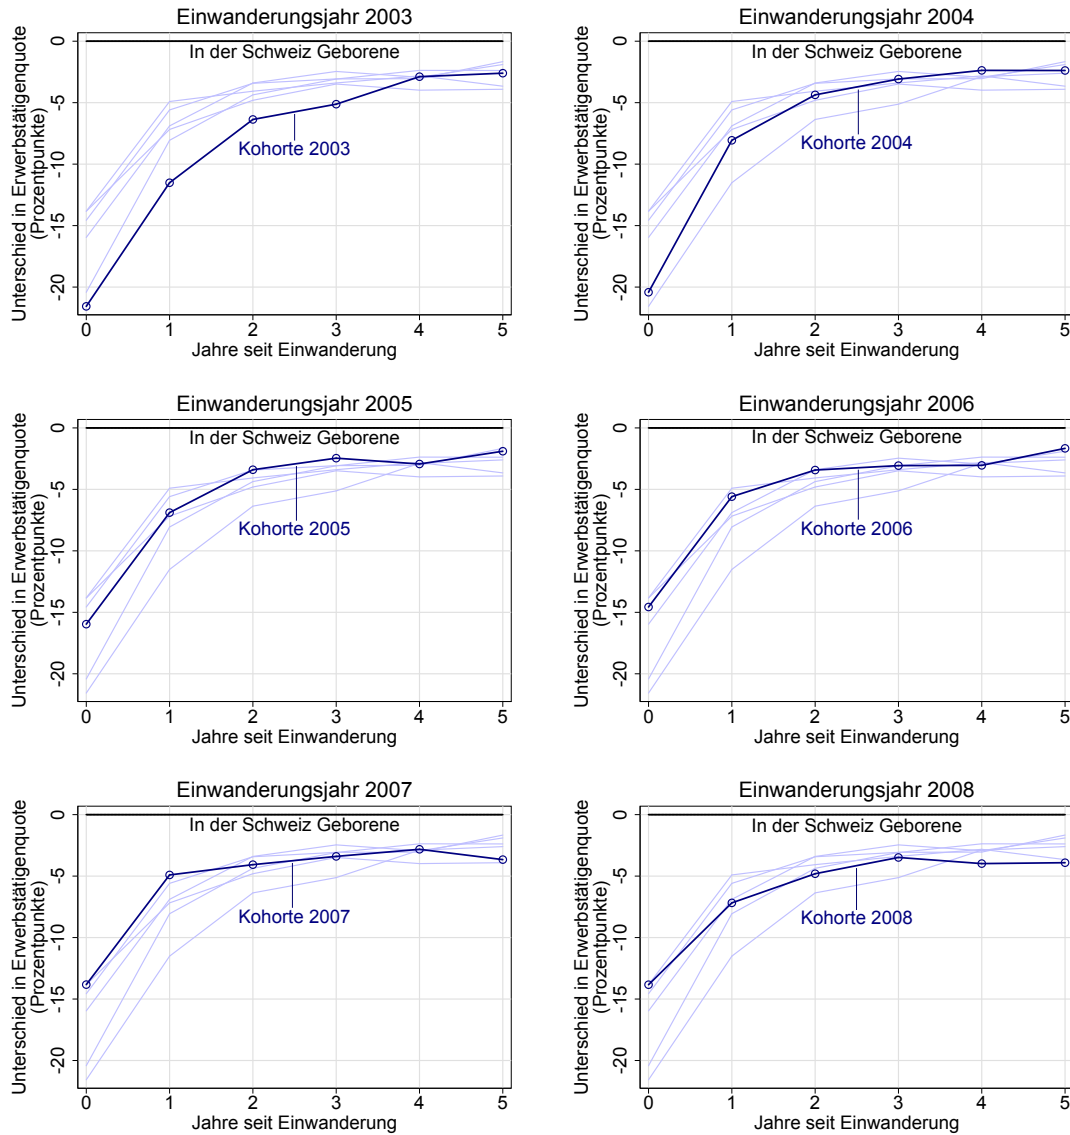 Einwanderungsjahr 2003
Unterschied in Erwerbstätigenquote
(Prozentpunkte)
0
-5
-10
-15
-20
In der Schweiz Geborene
Kohorte 2003
0 1 2 3 4 5
Jahre seit Einwanderung
Einwanderungsjahr 2004
Unterschied in Erwerbstätigenquote
(Prozentpunkte)
0
-5
-10
-15
-20
In der Schweiz Geborene
Kohorte 2004
0 1 2 3 4 5
Jahre seit Einwanderung
Einwanderungsjahr 2005
Unterschied in Erwerbstätigenquote
(Prozentpunkte)
0
-5
-10
-15
-20
In der Schweiz Geborene
Kohorte 2005
0 1 2 3 4 5
Jahre seit Einwanderung
Einwanderungsjahr 2006
Unterschied in Erwerbstätigenquote
(Prozentpunkte)
0
-5
-10
-15
-20
In der Schweiz Geborene
Kohorte 2006
0 1 2 3 4 5
Jahre seit Einwanderung
Einwanderungsjahr 2007
Unterschied in Erwerbstätigenquote
(Prozentpunkte)
0
-5
-10
-15
-20
In der Schweiz Geborene
Kohorte 2007
0 1 2 3 4 5
Jahre seit Einwanderung
Einwanderungsjahr 2008
Unterschied in Erwerbstätigenquote
(Prozentpunkte)
0
-5
-10
-15
-20
In der Schweiz Geborene
Kohorte 2008
0 1 2 3 4 5
Jahre seit Einwanderung